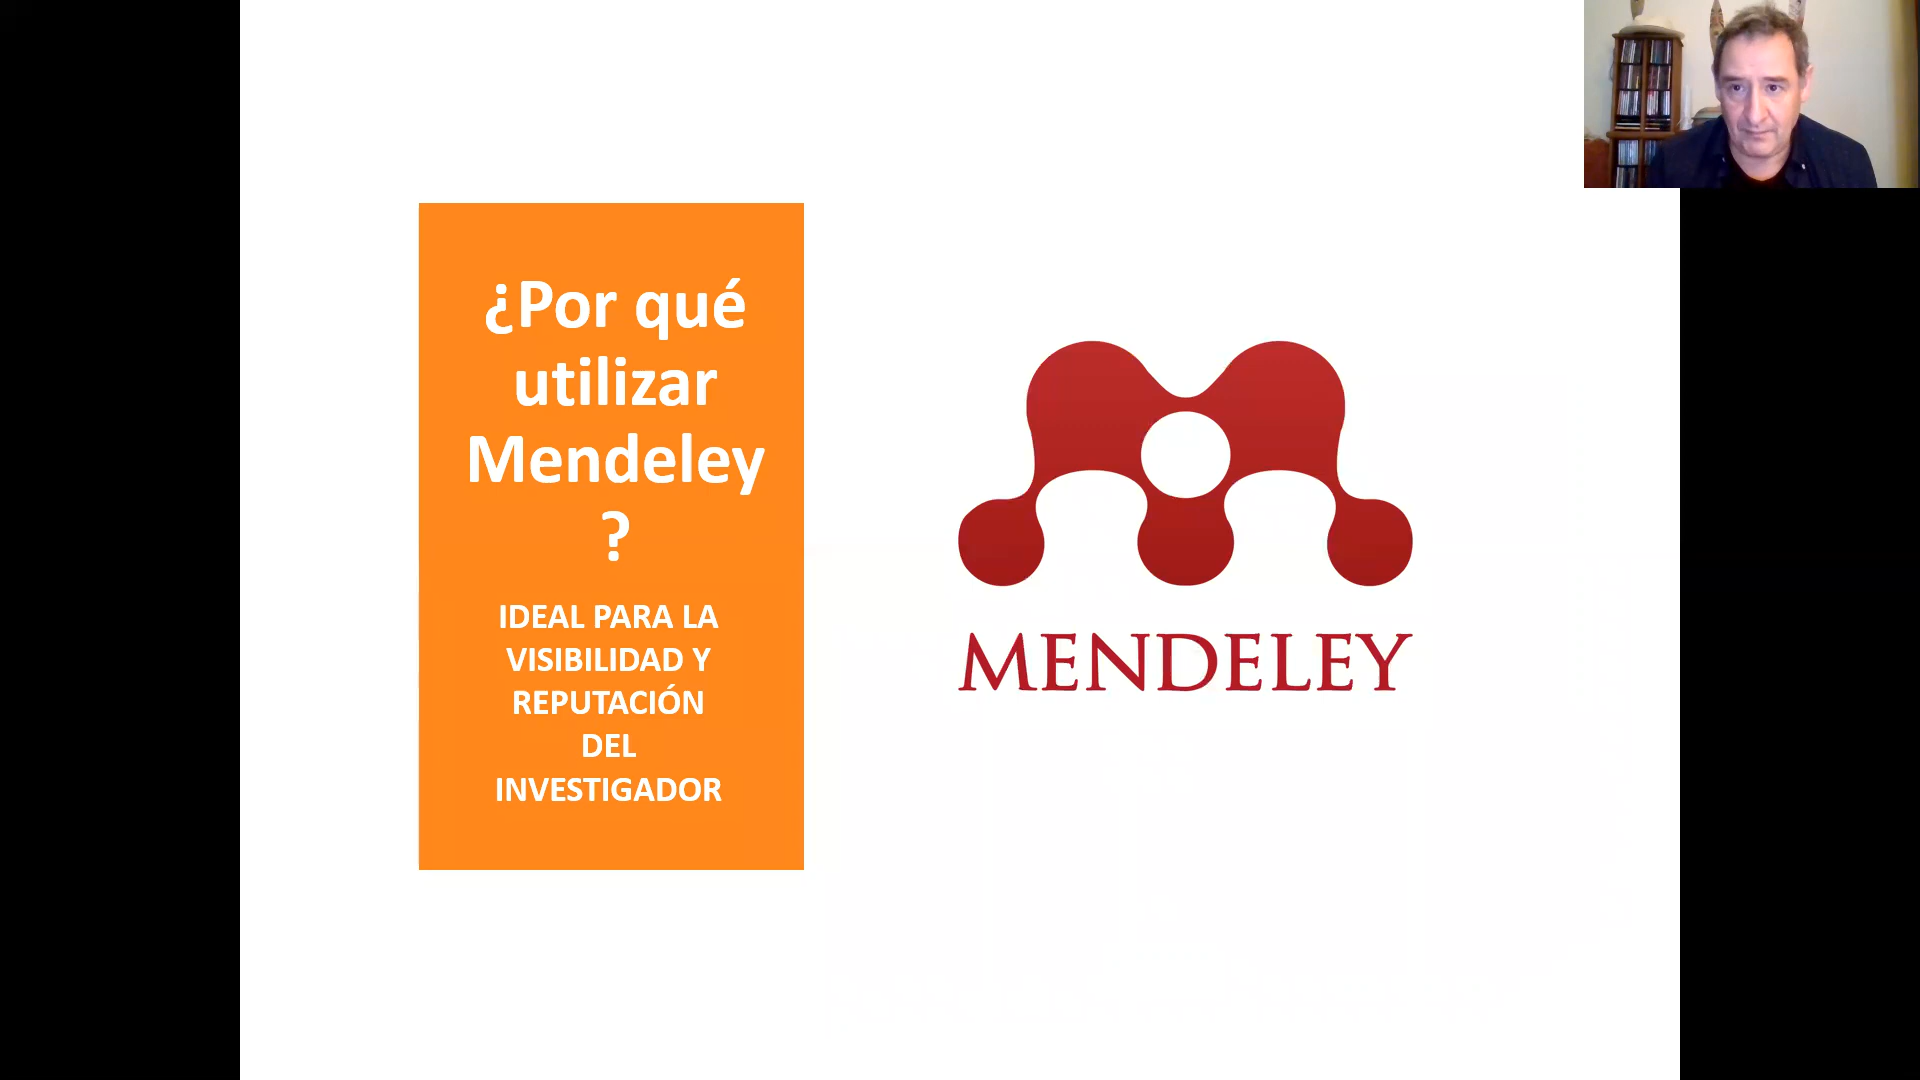 ¿Por qué
utilizar
Mendeley
?
IDEAL PARA LA
VISIBILIDAD Y
REPUTACIÓN
DEL
INVESTIGADOR
MENDELEY